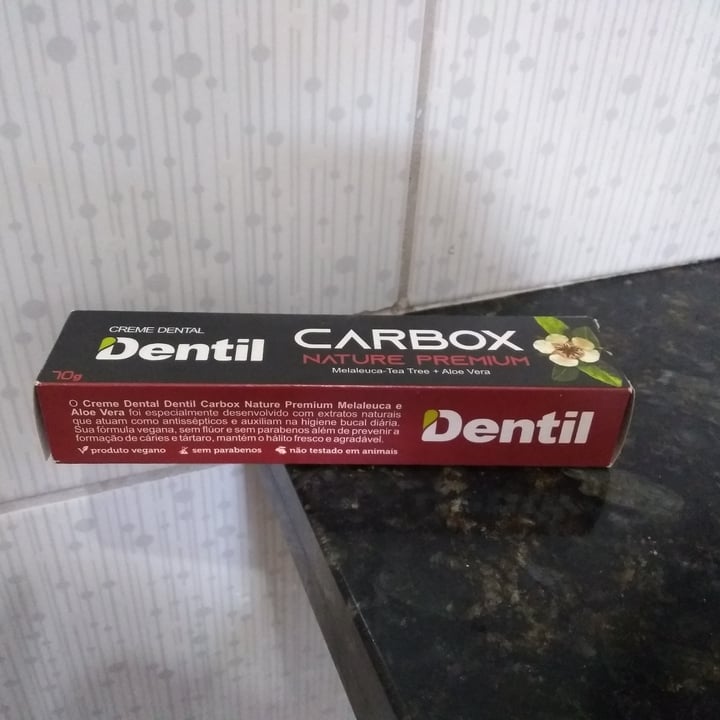 CREME DENTAL
Dentil
CARBOX
NATURE PREMIUM
Melaleuca-Tea Tree + Aloe Vera
70g
O Creme Dental Dentil Carbox Nature Premium Melaleuca e
Aloe Vera foi especialmente desenvolvido com extratos naturais
que atuam como antissépticos e auxiliam na higiene bucal diária.
Sua fórmula vegana, sem flúor e sem parabenos além de prevenir a
formação de cáries e tártaro, mantém o hálito fresco e agradável.
produto vegano sem parabenos não testado em animais
Dentil